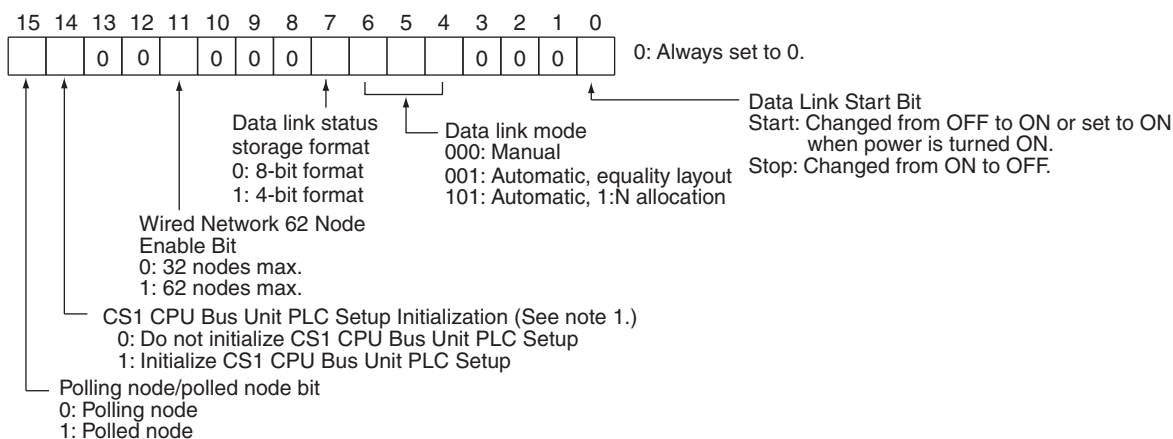 15 14 13 12 11 10 9 8 7 6 5 4 3 2 1 0
0 0 0 0 0 0 0 0 0: Always set to 0.
Data Link Start Bit
Start: Changed from OFF to ON or set to ON
when power is turned ON.
Stop: Changed from ON to OFF.
Data link mode
000: Manual
001: Automatic, equality layout
101: Automatic, 1:N allocation
Data link status
storage format
0: 8-bit format
1: 4-bit format
Wired Network 62 Node
Enable Bit
0: 32 nodes max.
1: 62 nodes max.
CS1 CPU Bus Unit PLC Setup Initialization (See note 1.)
0: Do not initialize CS1 CPU Bus Unit PLC Setup
1: Initialize CS1 CPU Bus Unit PLC Setup
Polling node/polled node bit
0: Polling node
1: Polled node